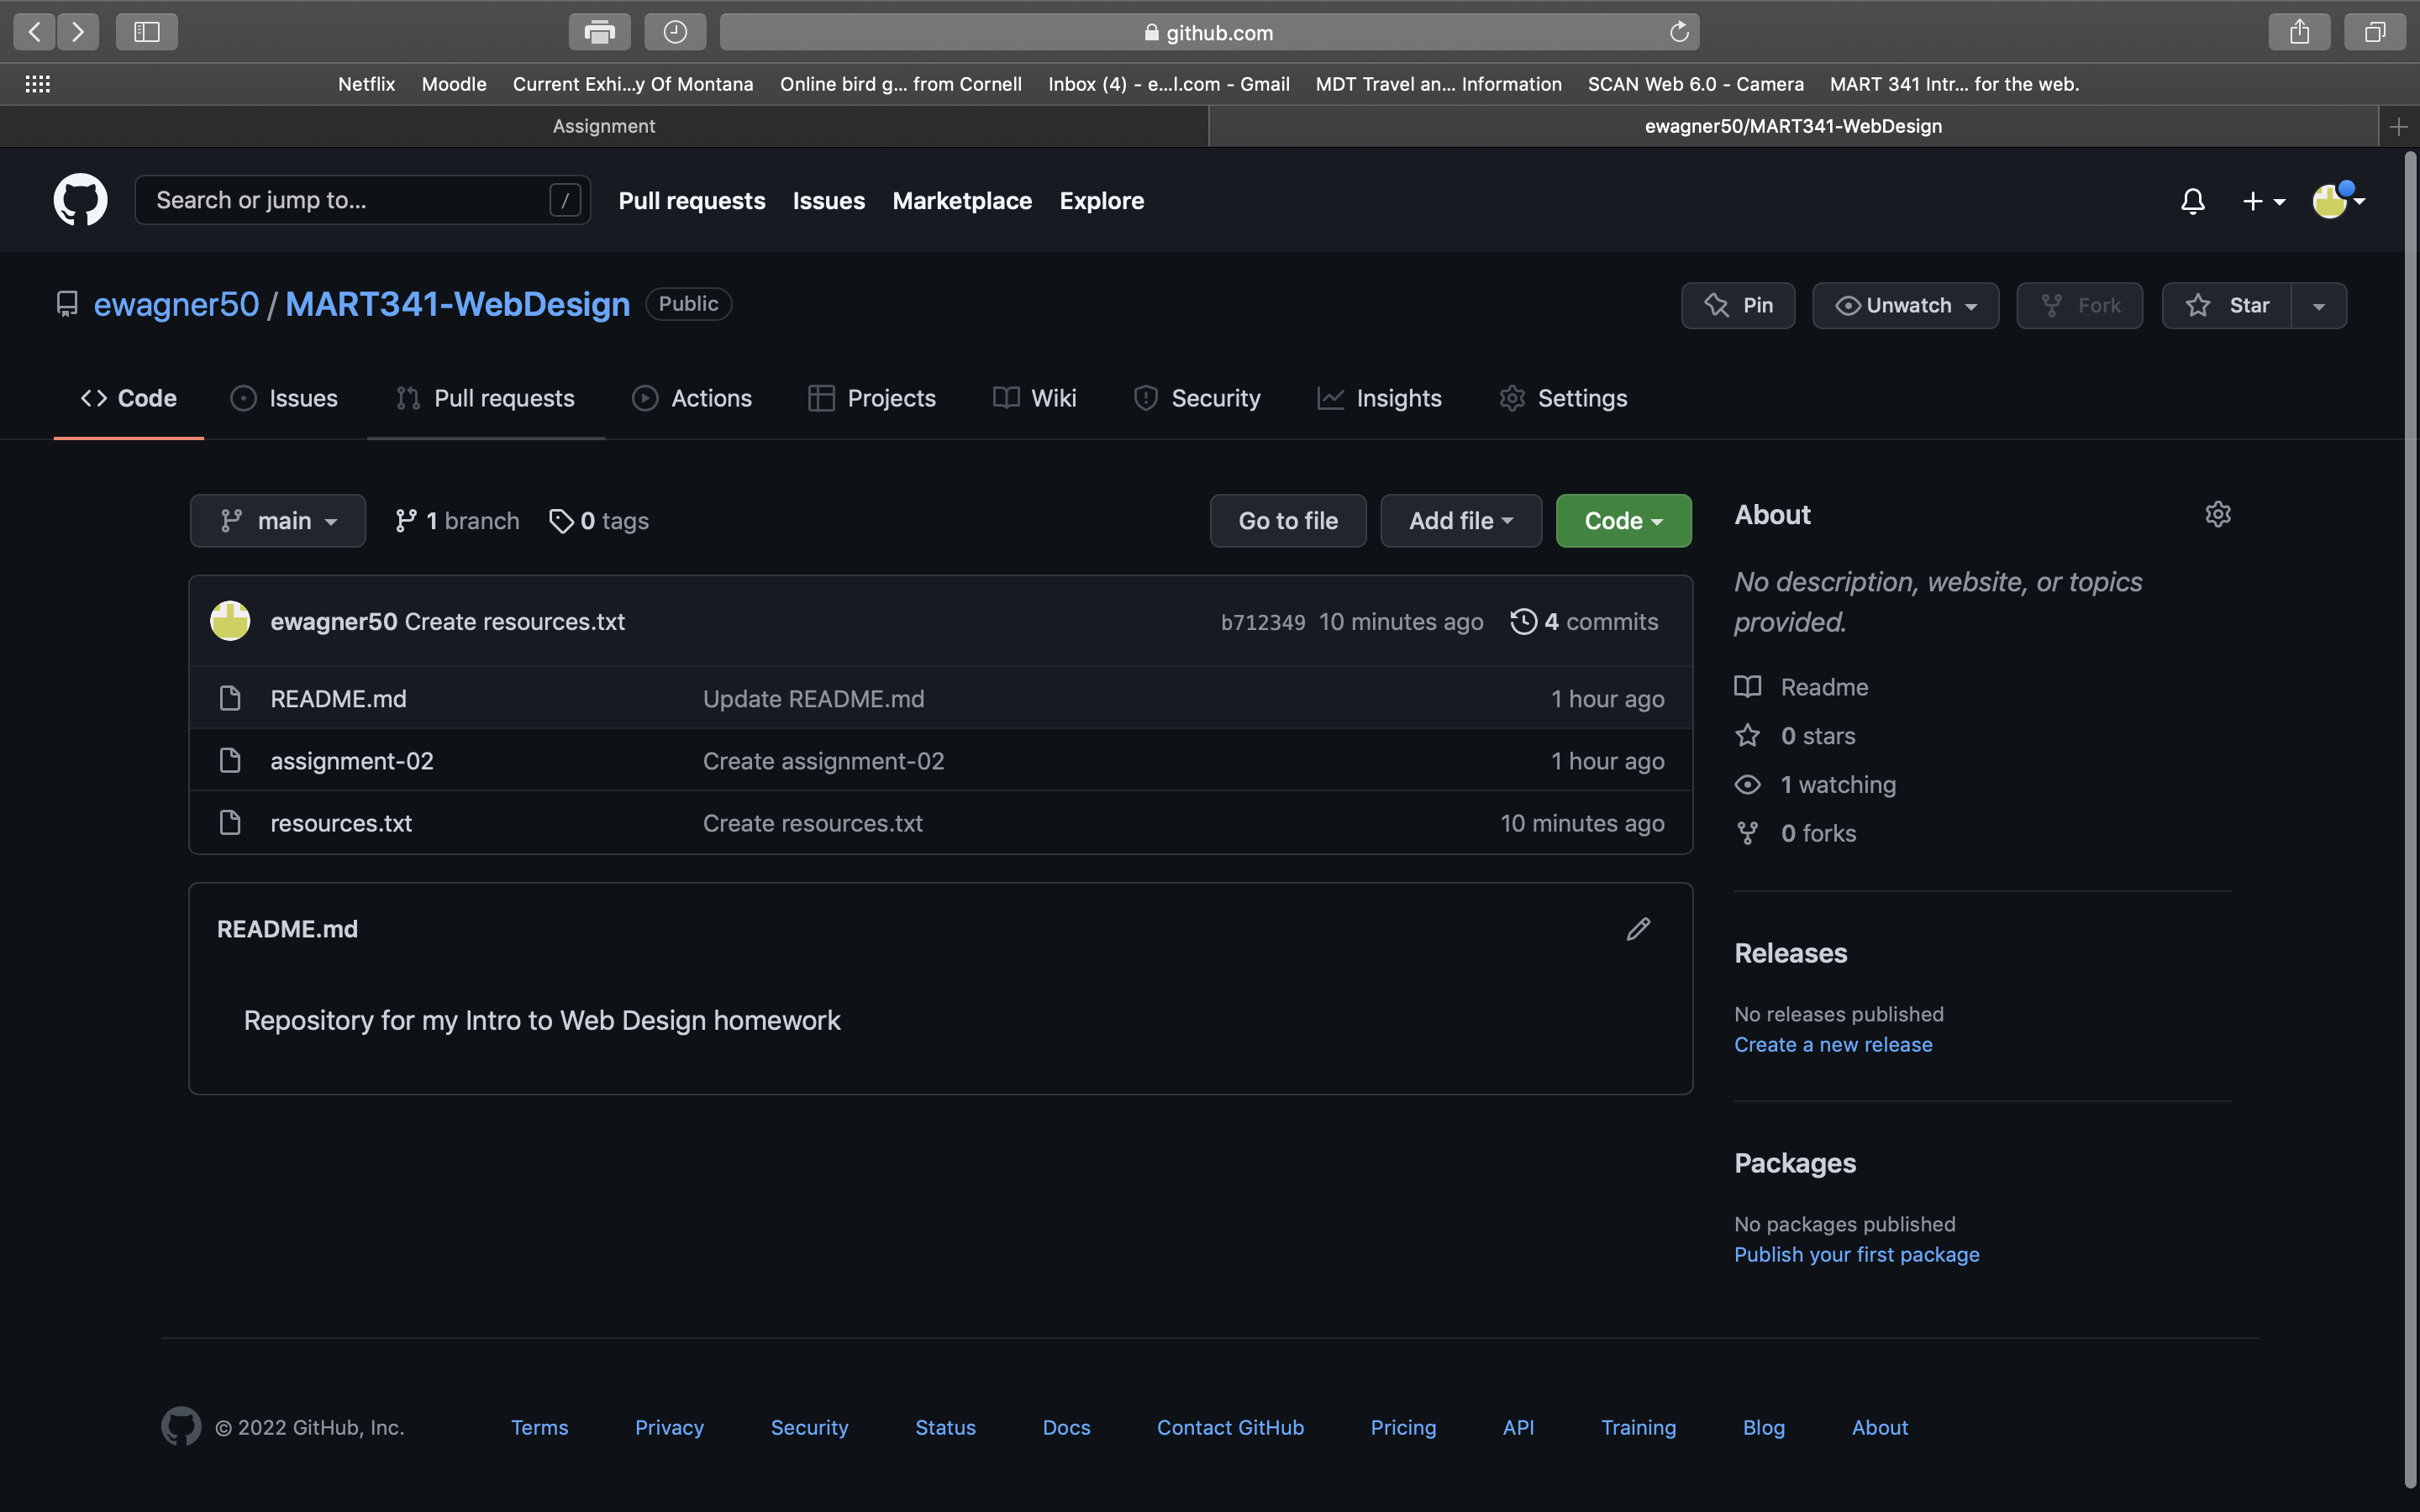 github.com
Netflix Moodle Current Exhi...y Of Montana Online bird g... from Cornell Inbox (4) - e...l.com - Gmail MDT Travel an... Information SCAN Web 6.0 - Camera MART 341 Intr... for the web.
Assignment ewagner50/MART341-WebDesign
Search or jump to... / Pull requests Issues Marketplace Explore
ewagner50 / MART341-WebDesign Public Pin Unwatch Fork Star
Code Issues Pull requests Actions Projects Wiki Security Insights Settings
main 1 branch 0 tags Go to file Add file Code
ewagner50 Create resources.txt b712349 10 minutes ago 4 commits
README.md Update README.md 1 hour ago
assignment-02 Create assignment-02 1 hour ago
resources.txt Create resources.txt 10 minutes ago
README.md
Repository for my Intro to Web Design homework
About
No description, website, or topics
provided.
Readme
0 stars
1 watching
0 forks
Releases
No releases published
Create a new release
Packages
No packages published
Publish your first package
© 2022 GitHub, Inc. Terms Privacy Security Status Docs Contact GitHub Pricing API Training Blog About